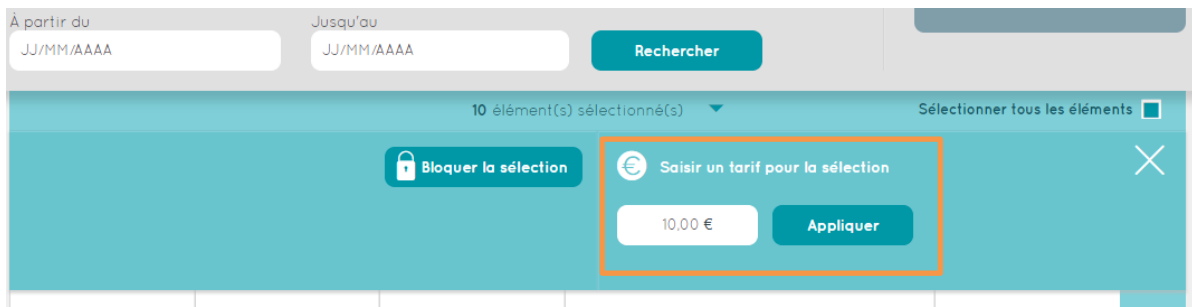 À partir du
Jusqu'au
JJ/MM/AAAA
JJ/MM/AAAA
Rechercher
10 élément(s) sélectionné(s)
Sélectionner tous les éléments
Bloquer la sélection
€ Saisir un tarif pour la sélection
10,00 €
Appliquer